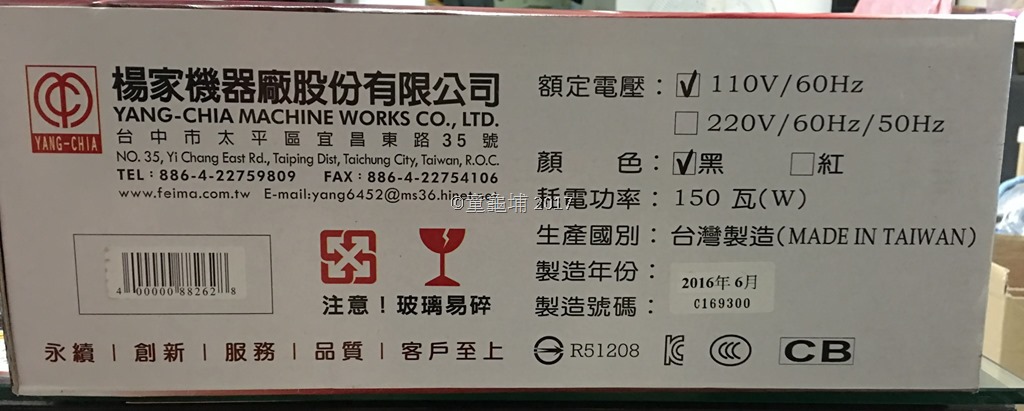 YANG-CHIA
楊家機器廠股份有限公司
YANG-CHIA MACHINE WORKS CO., LTD.
台中市太平區宜昌東路35號
NO. 35, Yi Chang East Rd., Taiping Dist, Taichung City, Taiwan, R.O.C.
TEL：886-4-22759809 FAX：886-4-22754106
www.feima.com.tw E-mail:yang6452@ms36.hinet.net
4 00000 88262 8
注意！玻璃易碎
永續｜創新｜服務｜品質｜客戶至上
額定電壓：110V/60Hz
220V/60Hz/50Hz
顏色：黑 紅
耗電功率：150 瓦(W)
生產國別：台灣製造(MADE IN TAIWAN)
製造年份：2016年 6月
製造號碼：C169300
R51208
CCC
CB
©童龜埔 2017